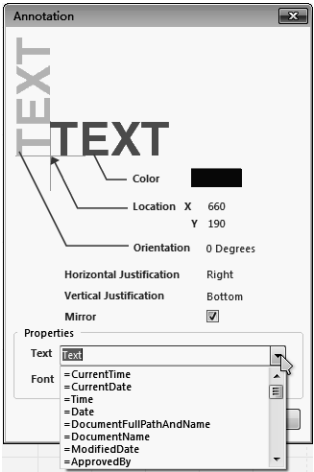 Annotation
TEXT
TEXT
Color
Location X 660
Y 190
Orientation 0 Degrees
Horizontal Justification Right
Vertical Justification Bottom
Mirror
Properties
Text Text
Font
=CurrentTime
=CurrentDate
=Time
=Date
=DocumentFullPathAndName
=DocumentName
=ModifiedDate
=ApprovedBy